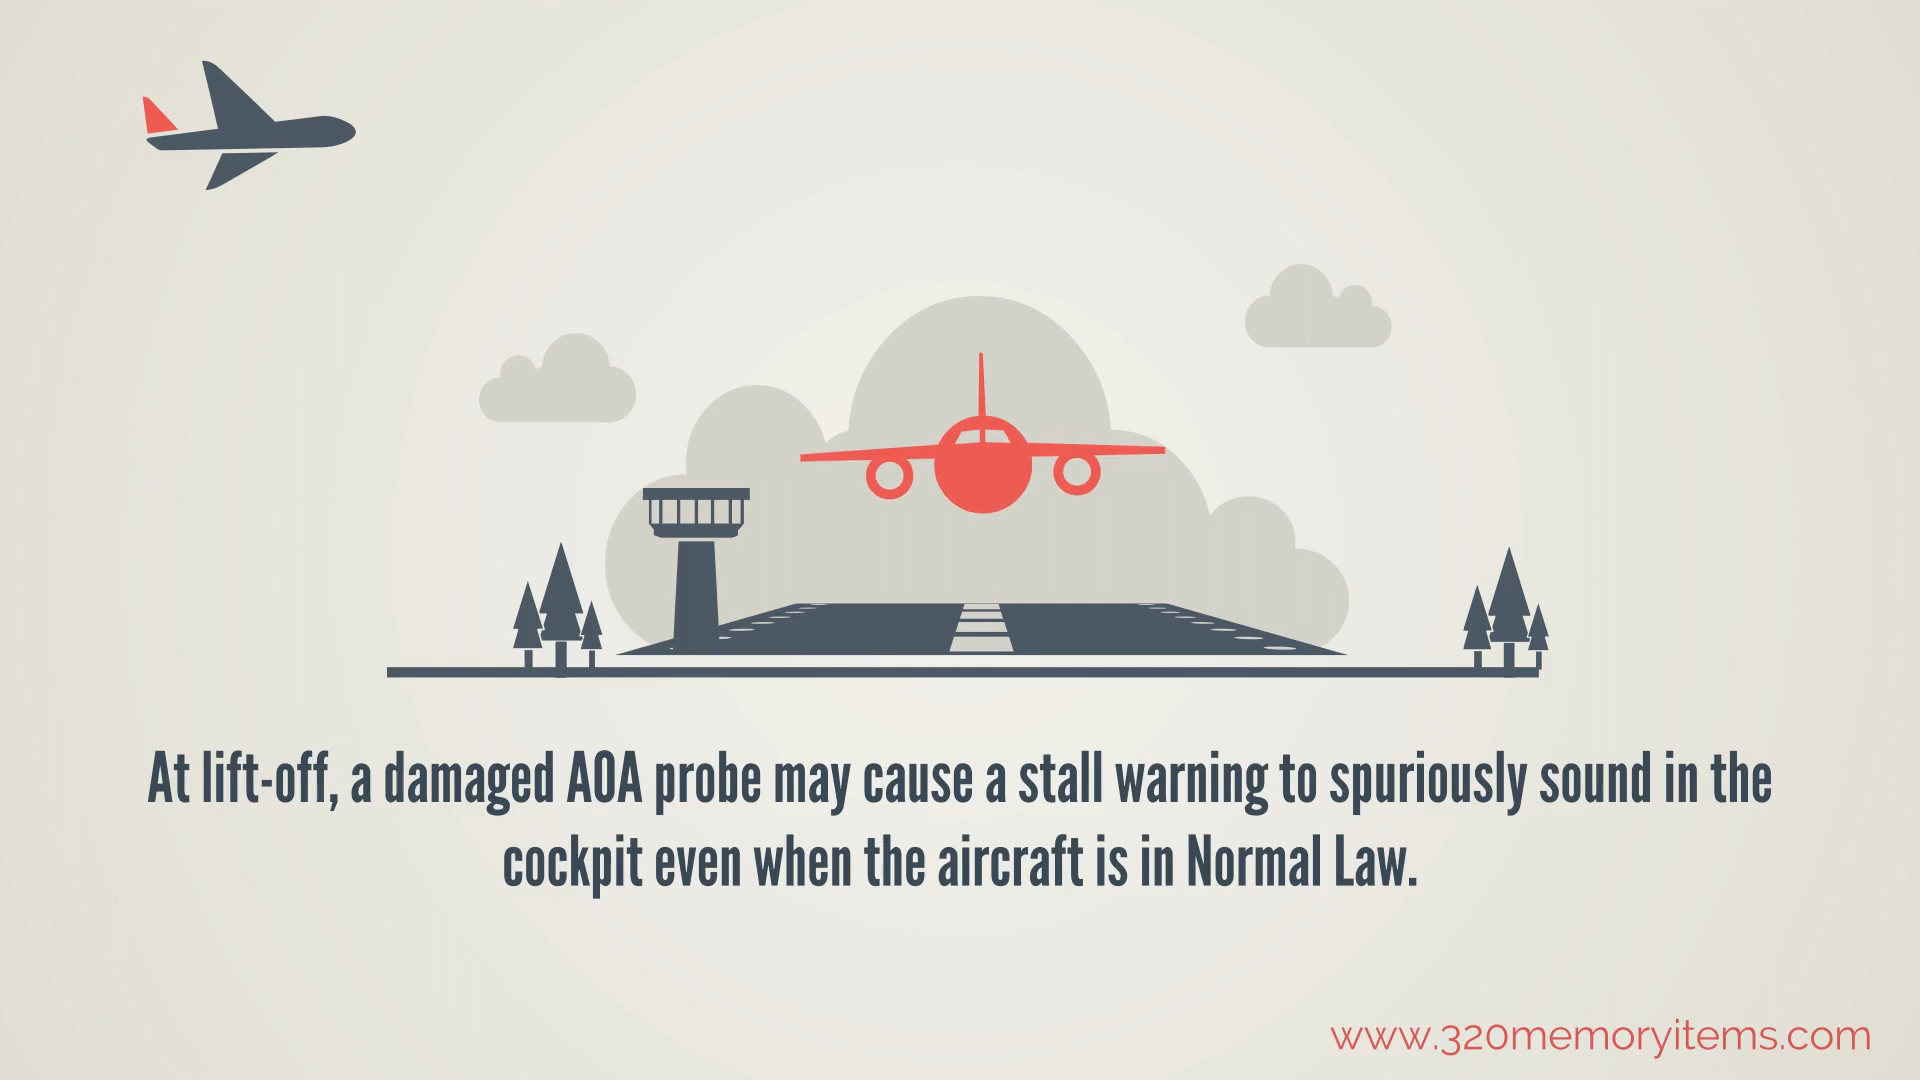 At lift-off, a damaged AOA probe may cause a stall warning to spuriously sound in the
cockpit even when the aircraft is in Normal Law.
www.320memoryitems.com